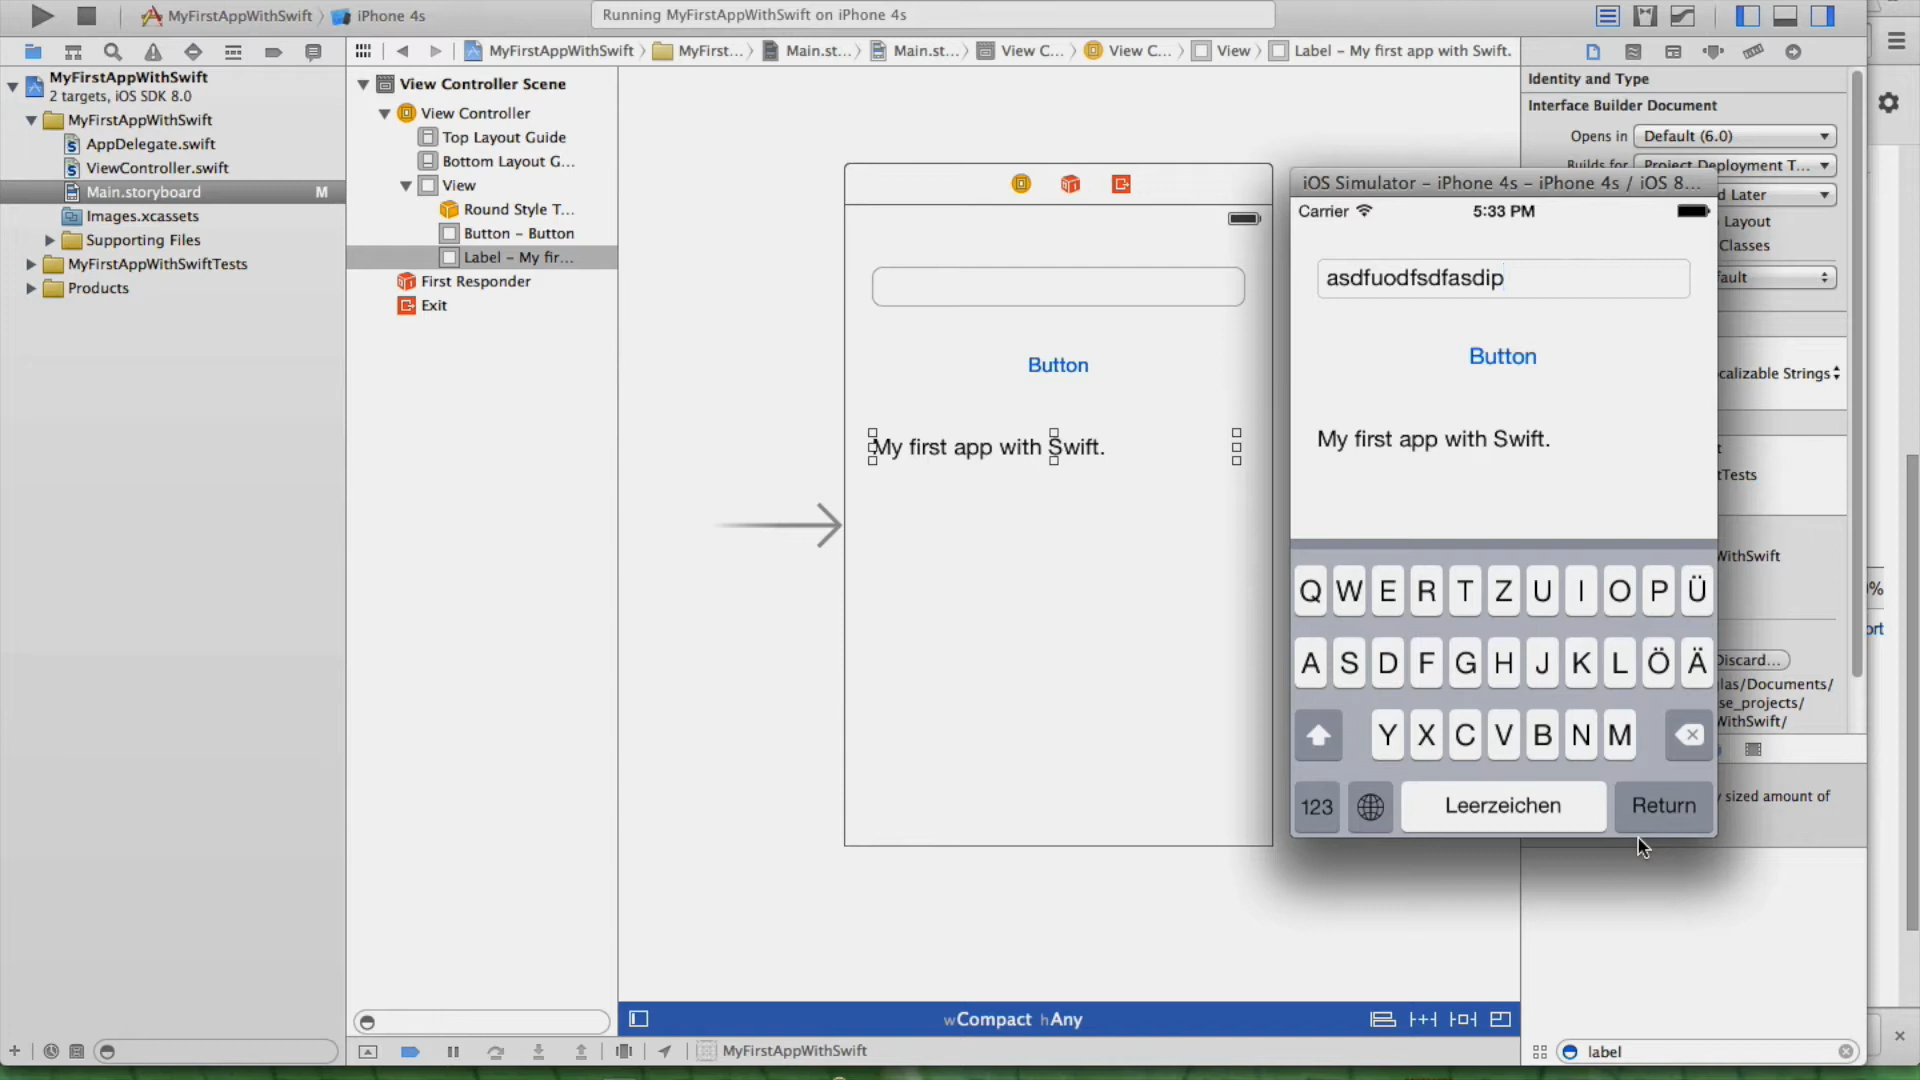 MyFirstAppWithSwift
iPhone 4s
Running MyFirstAppWithSwift on iPhone 4s
MyFirstAppWithSwift
MyFirst...
Main.st...
Main.st...
View C...
View C...
View
Label – My first app with Swift.
MyFirstAppWithSwift
2 targets, iOS SDK 8.0
MyFirstAppWithSwift
AppDelegate.swift
ViewController.swift
Main.storyboard M
Images.xcassets
Supporting Files
MyFirstAppWithSwiftTests
Products
View Controller Scene
View Controller
Top Layout Guide
Bottom Layout G...
View
Round Style T...
Button – Button
Label – My fir...
First Responder
Exit
Button
My first app with Swift.
wCompact hAny
MyFirstAppWithSwift
Identity and Type
Interface Builder Document
Opens in Default (6.0)
Builds for Project Deployment T...
d Later
Layout
Classes
ault
calizable Strings
t
tTests
WithSwift
Discard...
las/Documents/
se_projects/
WithSwift/
y sized amount of
label
%
ort
iOS Simulator – iPhone 4s – iPhone 4s / iOS 8...
Carrier 5:33 PM
asdfuodfsdfasdip
Button
My first app with Swift.
Q W E R T Z U I O P Ü
A S D F G H J K L Ö Ä
Y X C V B N M
123 Leerzeichen Return